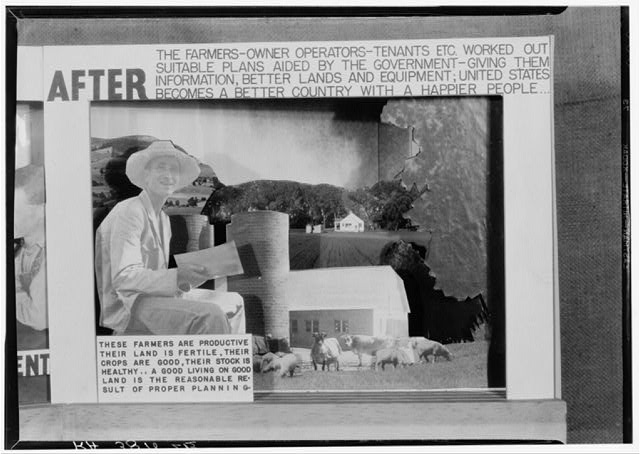 THE FARMERS-OWNER OPERATORS-TENANTS ETC. WORKED OUT
SUITABLE PLANS AIDED BY THE GOVERNMENT-GIVING THEM
INFORMATION, BETTER LANDS AND EQUIPMENT; UNITED STATES
BECOMES A BETTER COUNTRY WITH A HAPPIER PEOPLE...
AFTER
THESE FARMERS ARE PRODUCTIVE
THEIR LAND IS FERTILE, THEIR
CROPS ARE GOOD, THEIR STOCK IS
HEALTHY.. A GOOD LIVING ON GOOD
LAND IS THE REASONABLE RE-
SULT OF PROPER PLANNING-
ENT